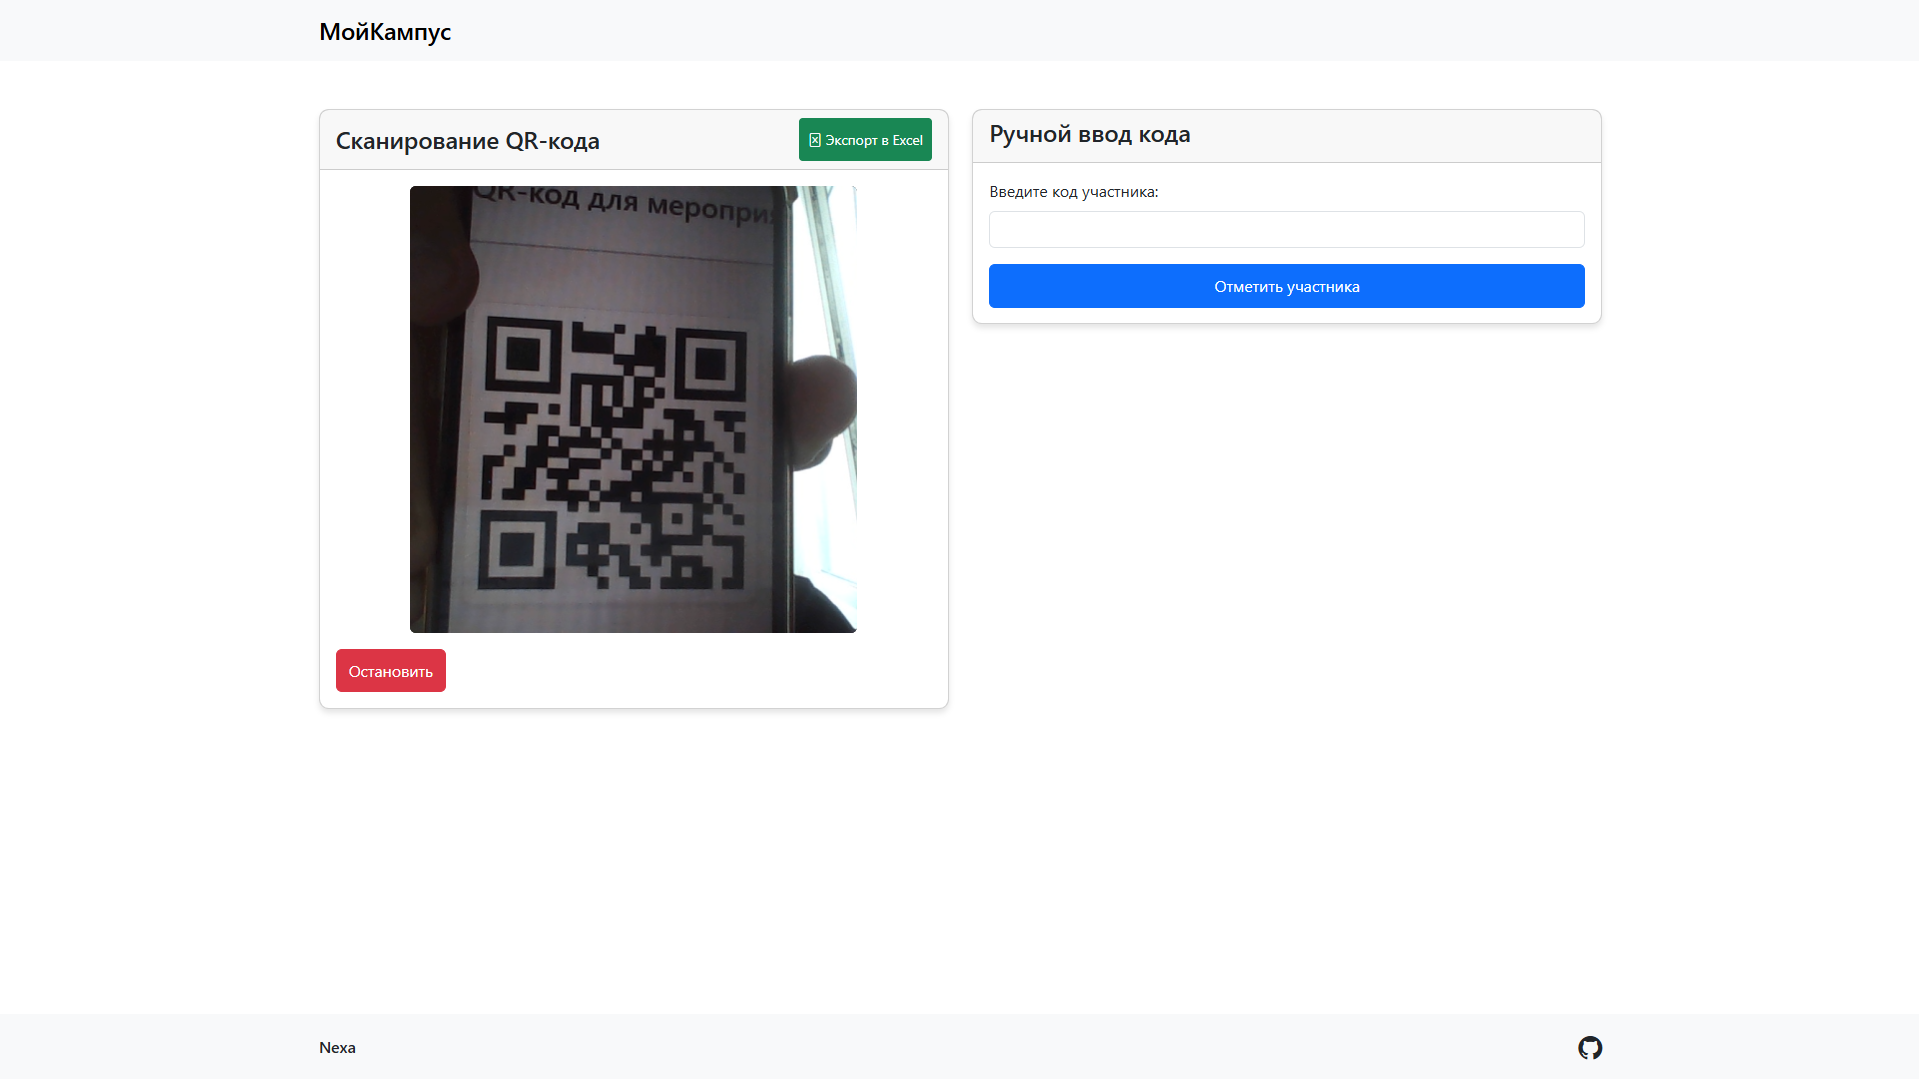 МойКампус
Сканирование QR-кода
Экспорт в Excel
QR-код для меропри
Остановить
Ручной ввод кода
Введите код участника:
Отметить участника
Nexa